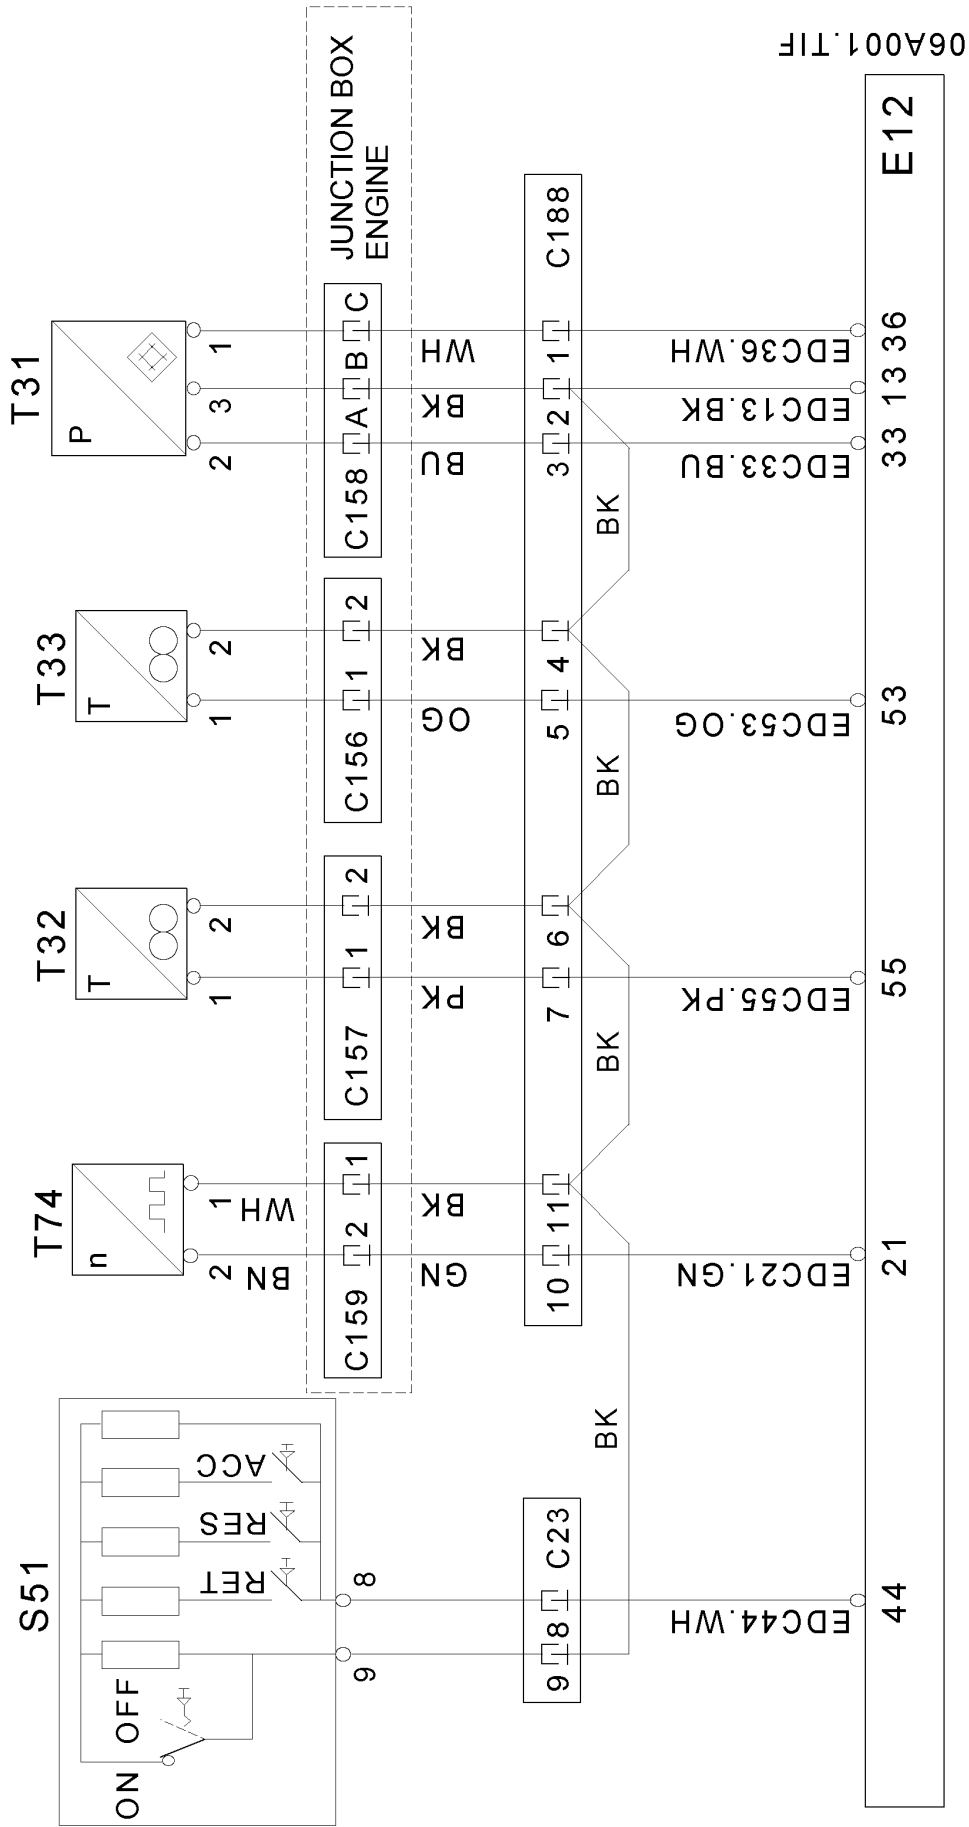 06A001.TIF
S51
ON
OFF
RET
RES
ACC
9
8
T74
n
2
1
BN
WH
T32
T
1
2
T33
T
1
2
T31
P
2
3
1
JUNCTION BOX
ENGINE
C159
2
1
C157
1
2
C156
1
2
C158
A
B
C
GN
BK
PK
BK
OG
BK
BU
BK
WH
9
8
C23
10
11
7
6
5
4
3
2
1
C188
BK
BK
BK
BK
EDC44.WH
EDC21.GN
EDC55.PK
EDC53.OG
EDC33.BU
EDC13.BK
EDC36.WH
44
21
55
53
33
13
36
E12